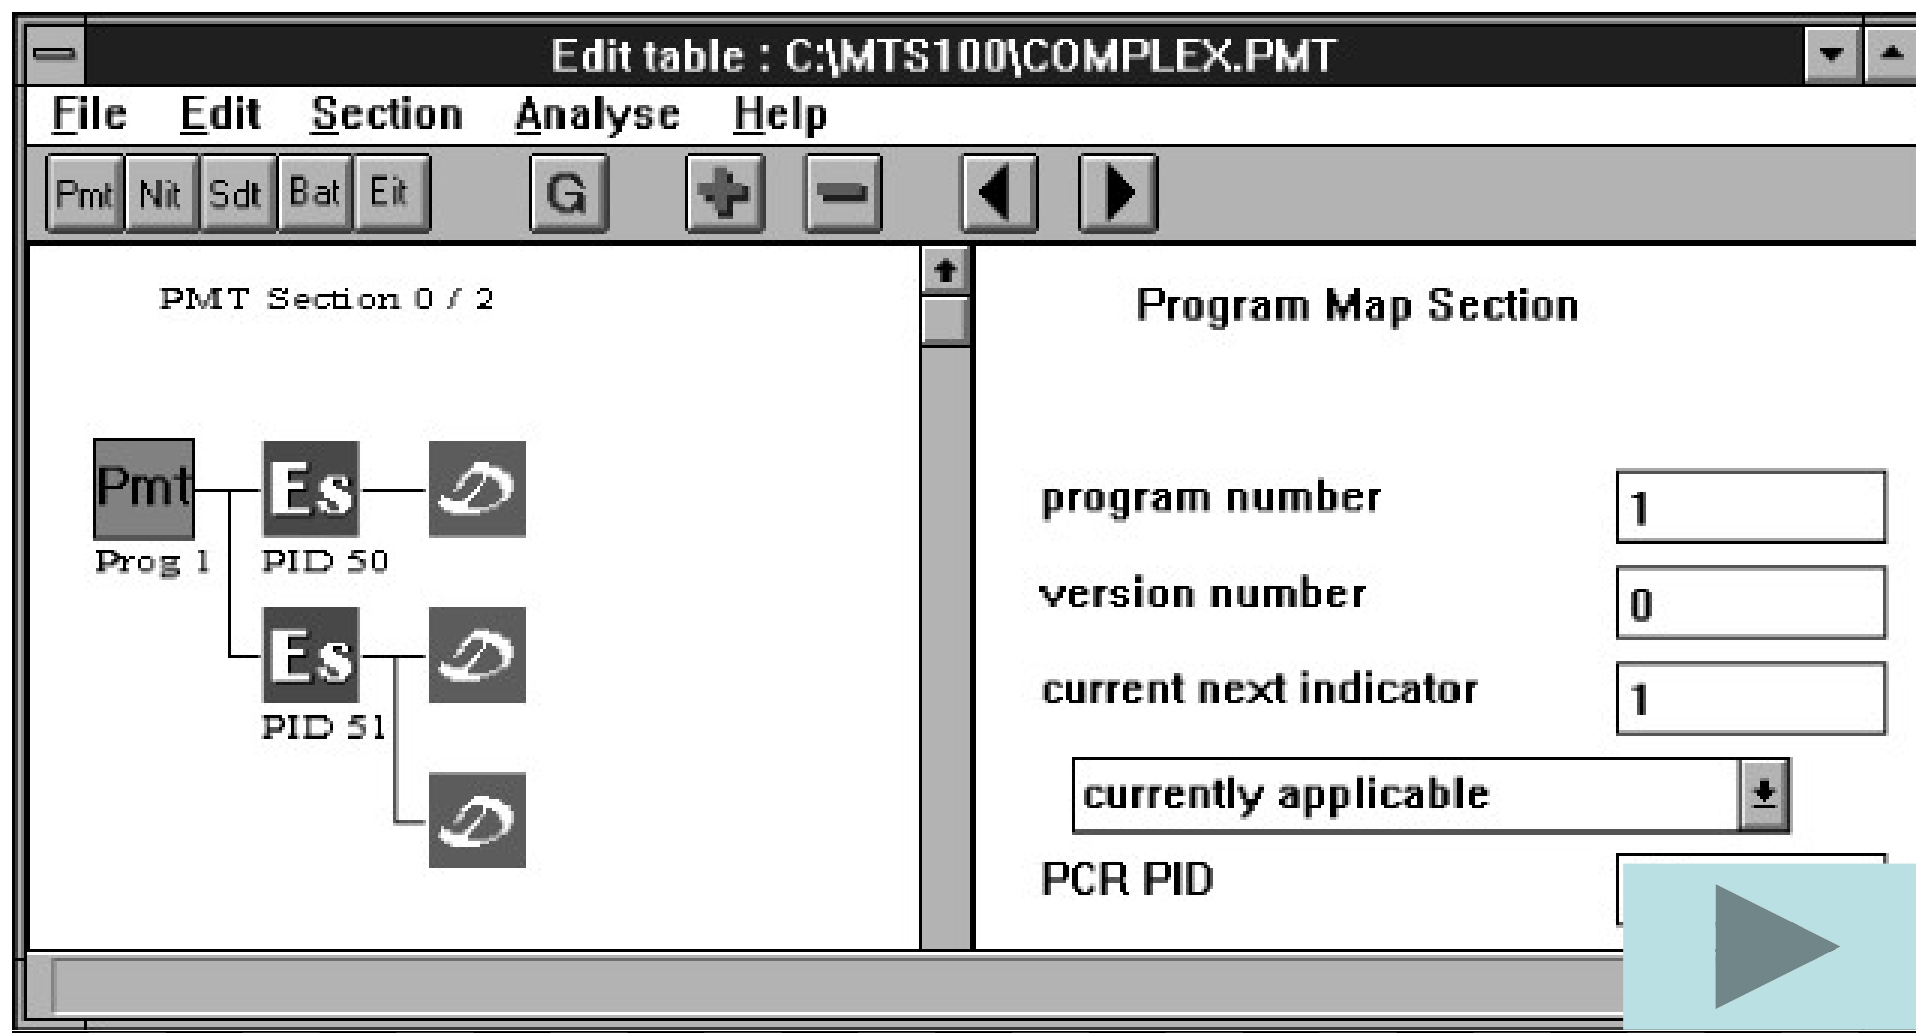 Edit table : C:\MTS100\COMPLEX.PMT
File Edit Section Analyse Help
Pmt Nit Sdt Bat Eit G
PMT Section 0 / 2
Pmt Es D
Prog 1 PID 50
Es D
PID 51
D
Program Map Section
program number 1
version number 0
current next indicator 1
currently applicable
PCR PID